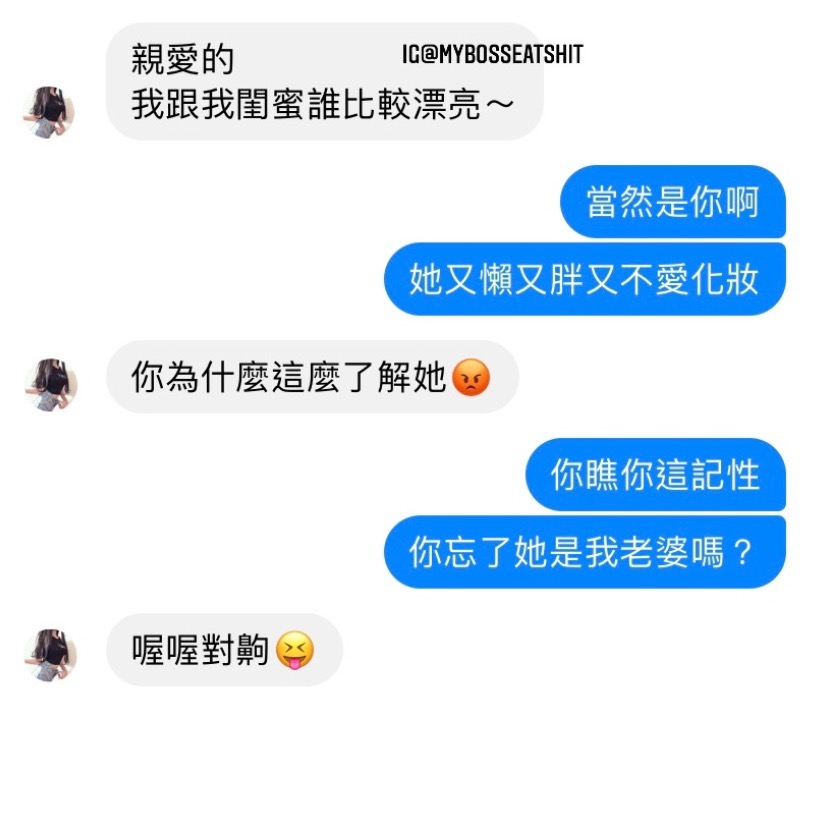 親愛的
IG@MYBOSSEATSHIT
我跟我閨蜜誰比較漂亮～
當然是你啊
她又懶又胖又不愛化妝
你為什麼這麼了解她😡
你瞧你這記性
你忘了她是我老婆嗎？
喔喔對齁😝